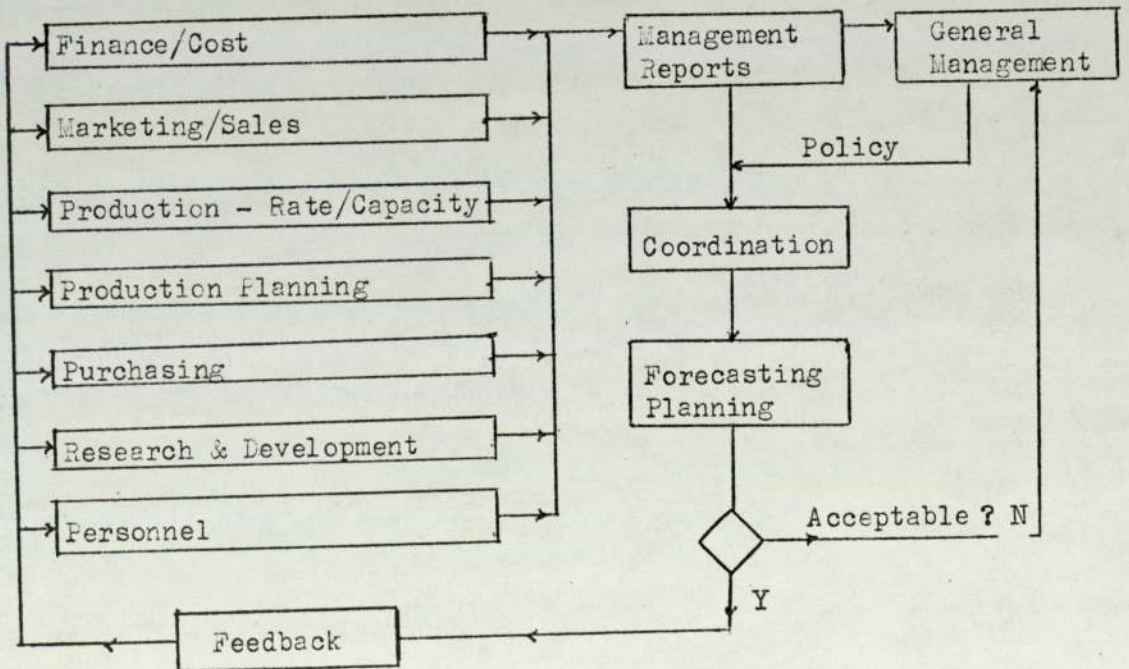 Finance/Cost
Marketing/Sales
Production - Rate/Capacity
Production Planning
Purchasing
Research & Development
Personnel
Feedback
Management
Reports
General
Management
Policy
Coordination
Forecasting
Planning
Acceptable ? N
Y